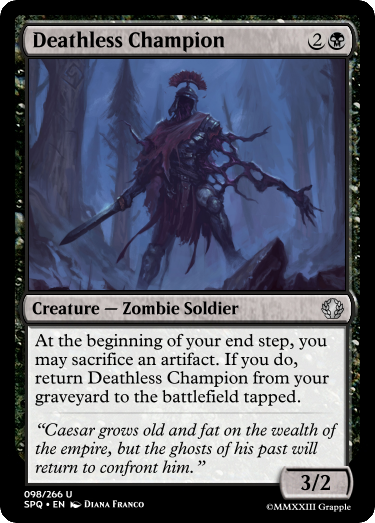 Deathless Champion 2
Creature — Zombie Soldier
At the beginning of your end step, you
may sacrifice an artifact. If you do,
return Deathless Champion from your
graveyard to the battlefield tapped.
“Caesar grows old and fat on the wealth of
the empire, but the ghosts of his past will
return to confront him.”
3/2
098/266 U
SPQ • EN Diana Franco
©MMXXIII Grapple